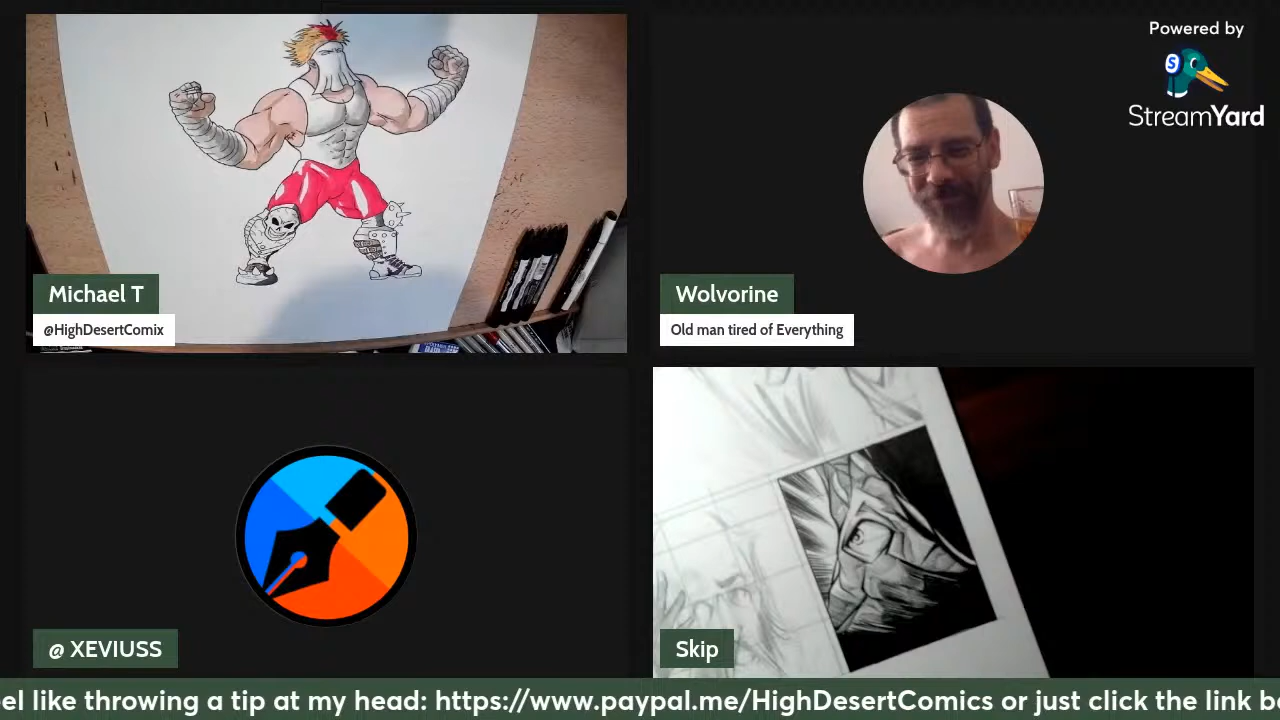 Powered by
StreamYard
Michael T
@HighDesertComix
Wolvorine
Old man tired of Everything
@ XEVIUSS
Skip
el like throwing a tip at my head: https://www.paypal.me/HighDesertComics or just click the link b